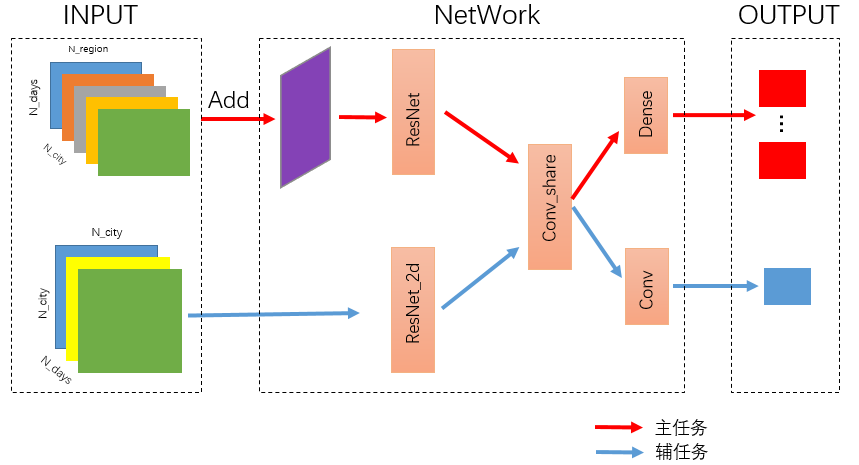 INPUT
NetWork
OUTPUT
N_region
N_days
N_city
Add
ResNet
Conv_share
Dense
...
N_city
N_city
N_days
ResNet_2d
Conv
主任务
辅任务